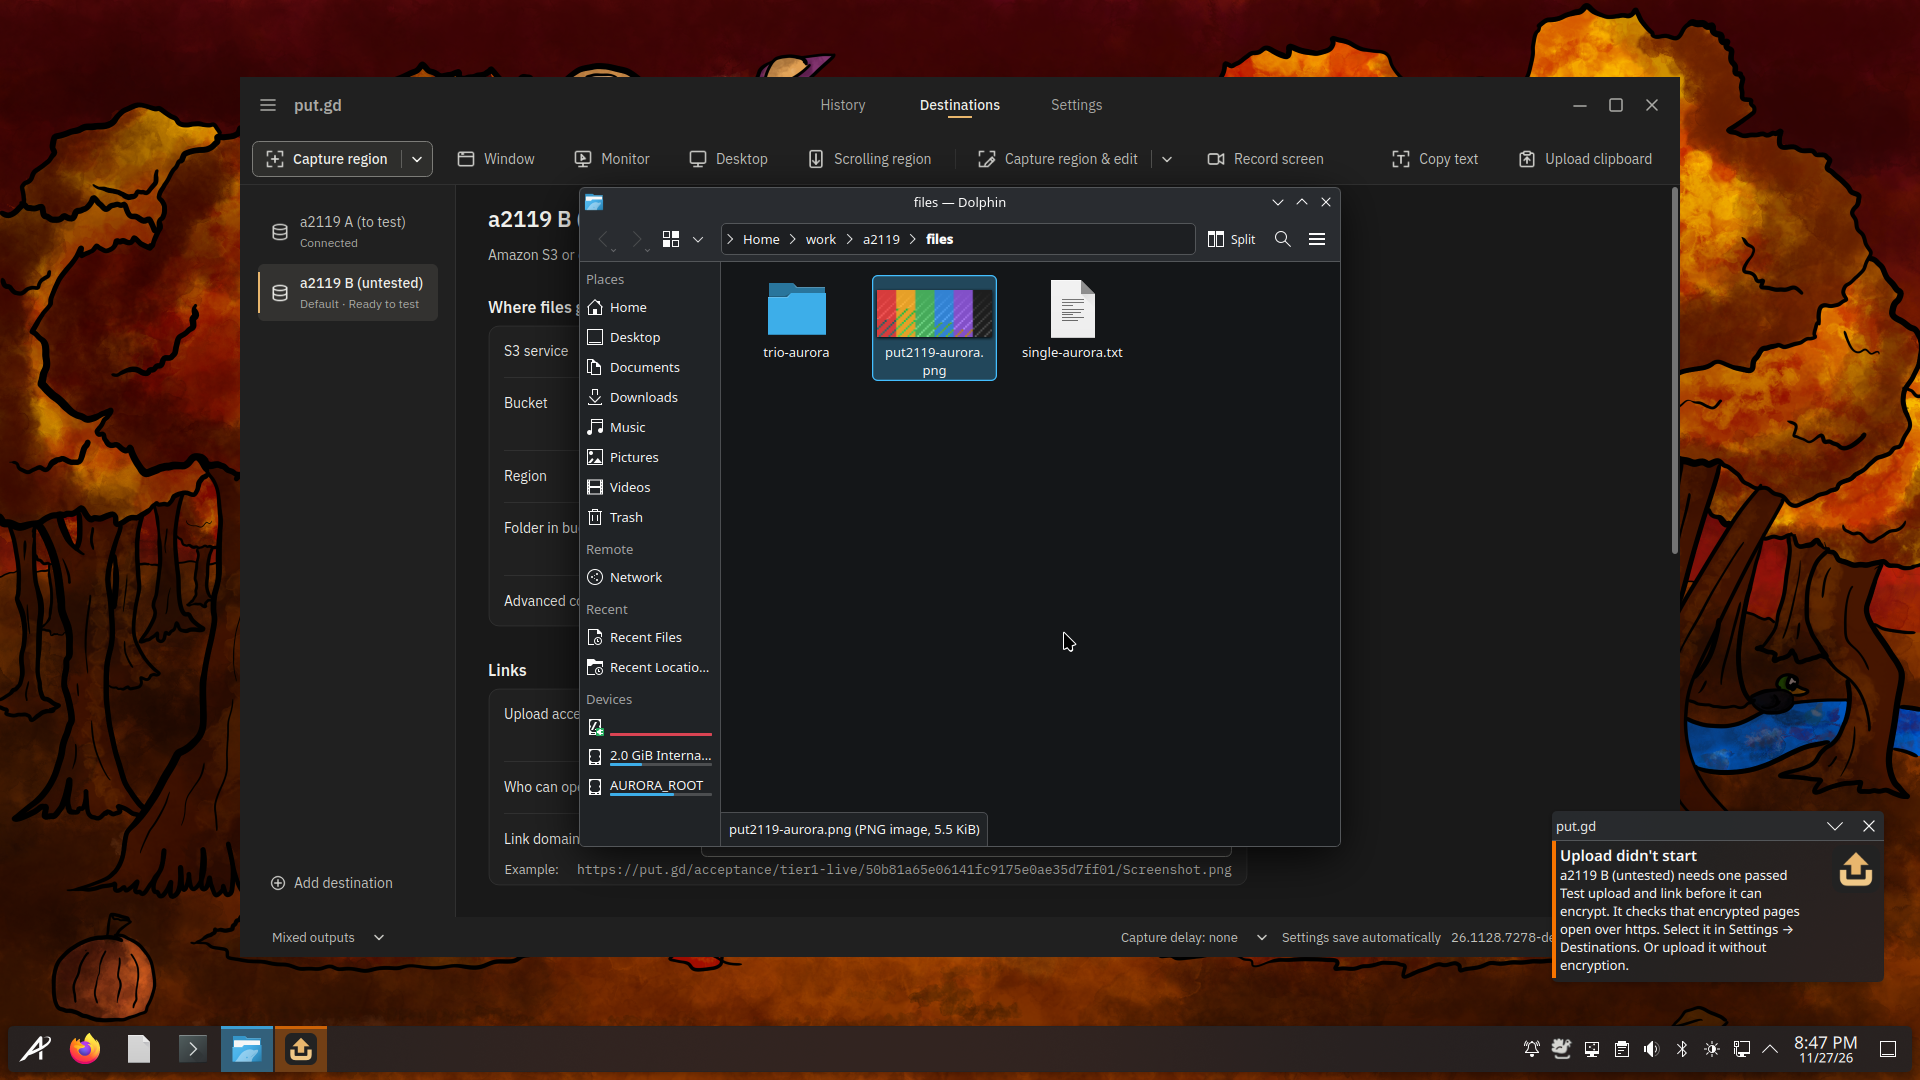 put.gd
History
Destinations
Settings
Capture region
Window
Monitor
Desktop
Scrolling region
Capture region & edit
Record screen
Copy text
Upload clipboard
a2119 A (to test)
Connected
a2119 B (untested)
Default · Ready to test
Add destination
a2119 B (
Amazon S3 or
Where files g
S3 service
Bucket
Region
Folder in bu
Advanced co
Links
Upload acce
Who can ope
Link domain
Example: https://put.gd/acceptance/tier1-live/50b81a65e06141fc9175e0ae35d7ff01/Screenshot.png
files — Dolphin
Home
work
a2119
files
Split
Places
Home
Desktop
Documents
Downloads
Music
Pictures
Videos
Trash
Remote
Network
Recent
Recent Files
Recent Locatio...
Devices
2.0 GiB Interna...
AURORA_ROOT
trio-aurora
put2119-aurora.
png
single-aurora.txt
put2119-aurora.png (PNG image, 5.5 KiB)
Mixed outputs
Capture delay: none
Settings save automatically
26.1128.7278-de
put.gd
Upload didn't start
a2119 B (untested) needs one passed
Test upload and link before it can
encrypt. It checks that encrypted pages
open over https. Select it in Settings →
Destinations. Or upload it without
encryption.
8:47 PM
11/27/26